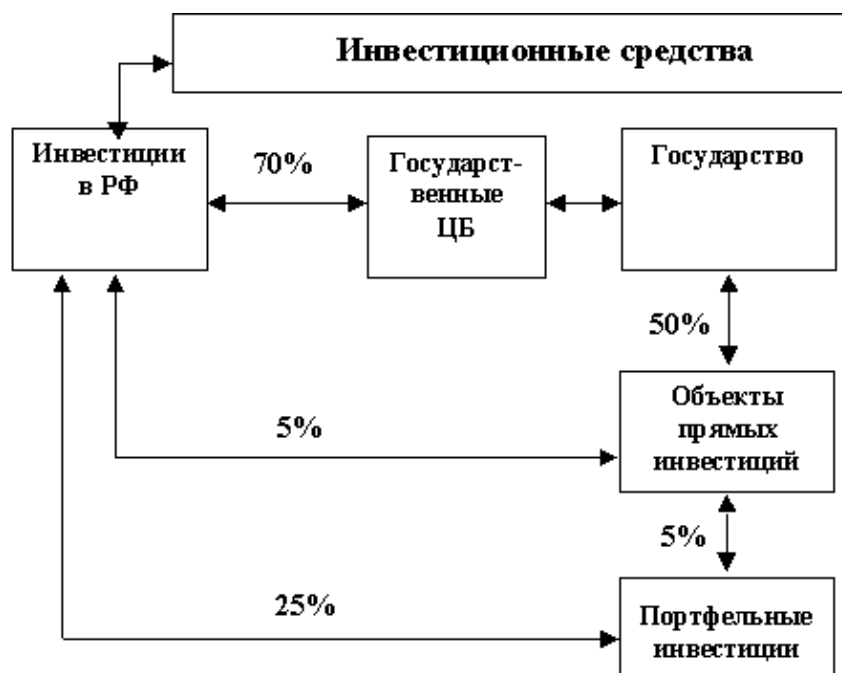 Инвестиционные средства
Инвестиции
в РФ
70%
Государст-
венные
ЦБ
Государство
50%
Объекты
прямых
инвестиций
5%
5%
25%
Портфельные
инвестиции